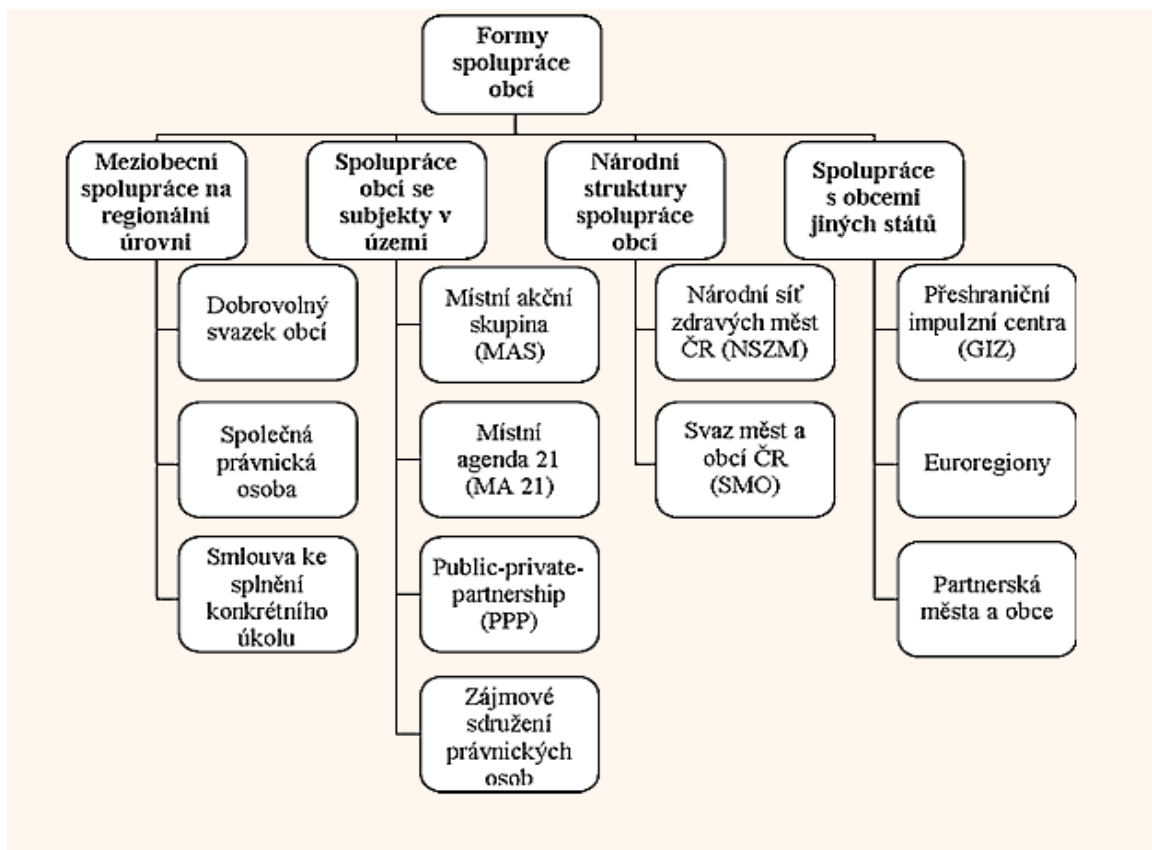 Formy
spolupráce
obcí
Meziobecní
spolupráce na
regionální
úrovni
Dobrovolný
svazek obcí
Společná
právnická
osoba
Smlouva ke
splnění
konkrétního
úkolu
Spolupráce
obcí se
subjekty v
území
Místní akční
skupina
(MAS)
Místní
agenda 21
(MA 21)
Public-private-
partnership
(PPP)
Zájmové
sdružení
právnických
osob
Národní
struktury
spolupráce
obcí
Národní síť
zdravých měst
ČR (NSZM)
Svaz měst a
obcí ČR
(SMO)
Spolupráce
s obcemi
jiných států
Přeshraniční
impulzní centra
(GIZ)
Euroregiony
Partnerská
města a obce